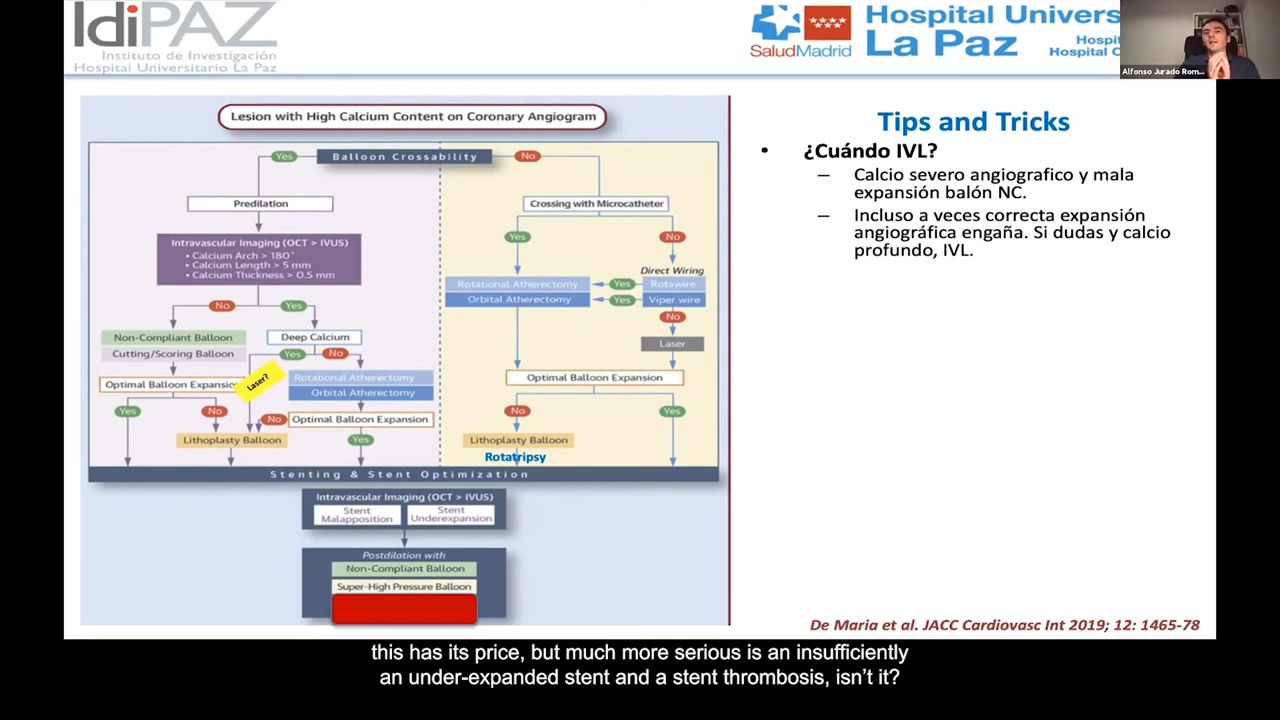 IdiPAZ
Instituto de Investigación
Hospital Universitario La Paz
SaludMadrid
Hospital Univers
La Paz
Hospi
Hospital C
Alfonso Jurado Rom...
Lesion with High Calcium Content on Coronary Angiogram
Yes
Balloon Crossability
No
Predilation
Crossing with Microcatheter
Intravascular Imaging (OCT > IVUS)
• Calcium Arch > 180°
• Calcium Length > 5 mm
• Calcium Thickness > 0.5 mm
Yes
No
Direct Wiring
Rotational Atherectomy
Yes
Rotawire
Orbital Atherectomy
Yes
Viper wire
No
Yes
No
Non-Compliant Balloon
Deep Calcium
Laser
Cutting/Scoring Balloon
Yes
No
Laser?
Optimal Balloon Expansio
Rotational Atherectomy
Orbital Atherectomy
Optimal Balloon Expansion
Yes
No
No
Optimal Balloon Expansion
No
Yes
Lithoplasty Balloon
Yes
Lithoplasty Balloon
Rotatripsy
Stenting & Stent Optimization
Intravascular Imaging (OCT > IVUS)
Stent
Malapposition
Stent
Underexpansion
Postdilation with
Non-Compliant Balloon
Super-High Pressure Balloon
Tips and Tricks
• ¿Cuándo IVL?
– Calcio severo angiografico y mala
expansión balón NC.
– Incluso a veces correcta expansión
angiográfica engaña. Si dudas y calcio
profundo, IVL.
De Maria et al. JACC Cardiovasc Int 2019; 12: 1465-78
this has its price, but much more serious is an insufficiently
an under-expanded stent and a stent thrombosis, isn't it?